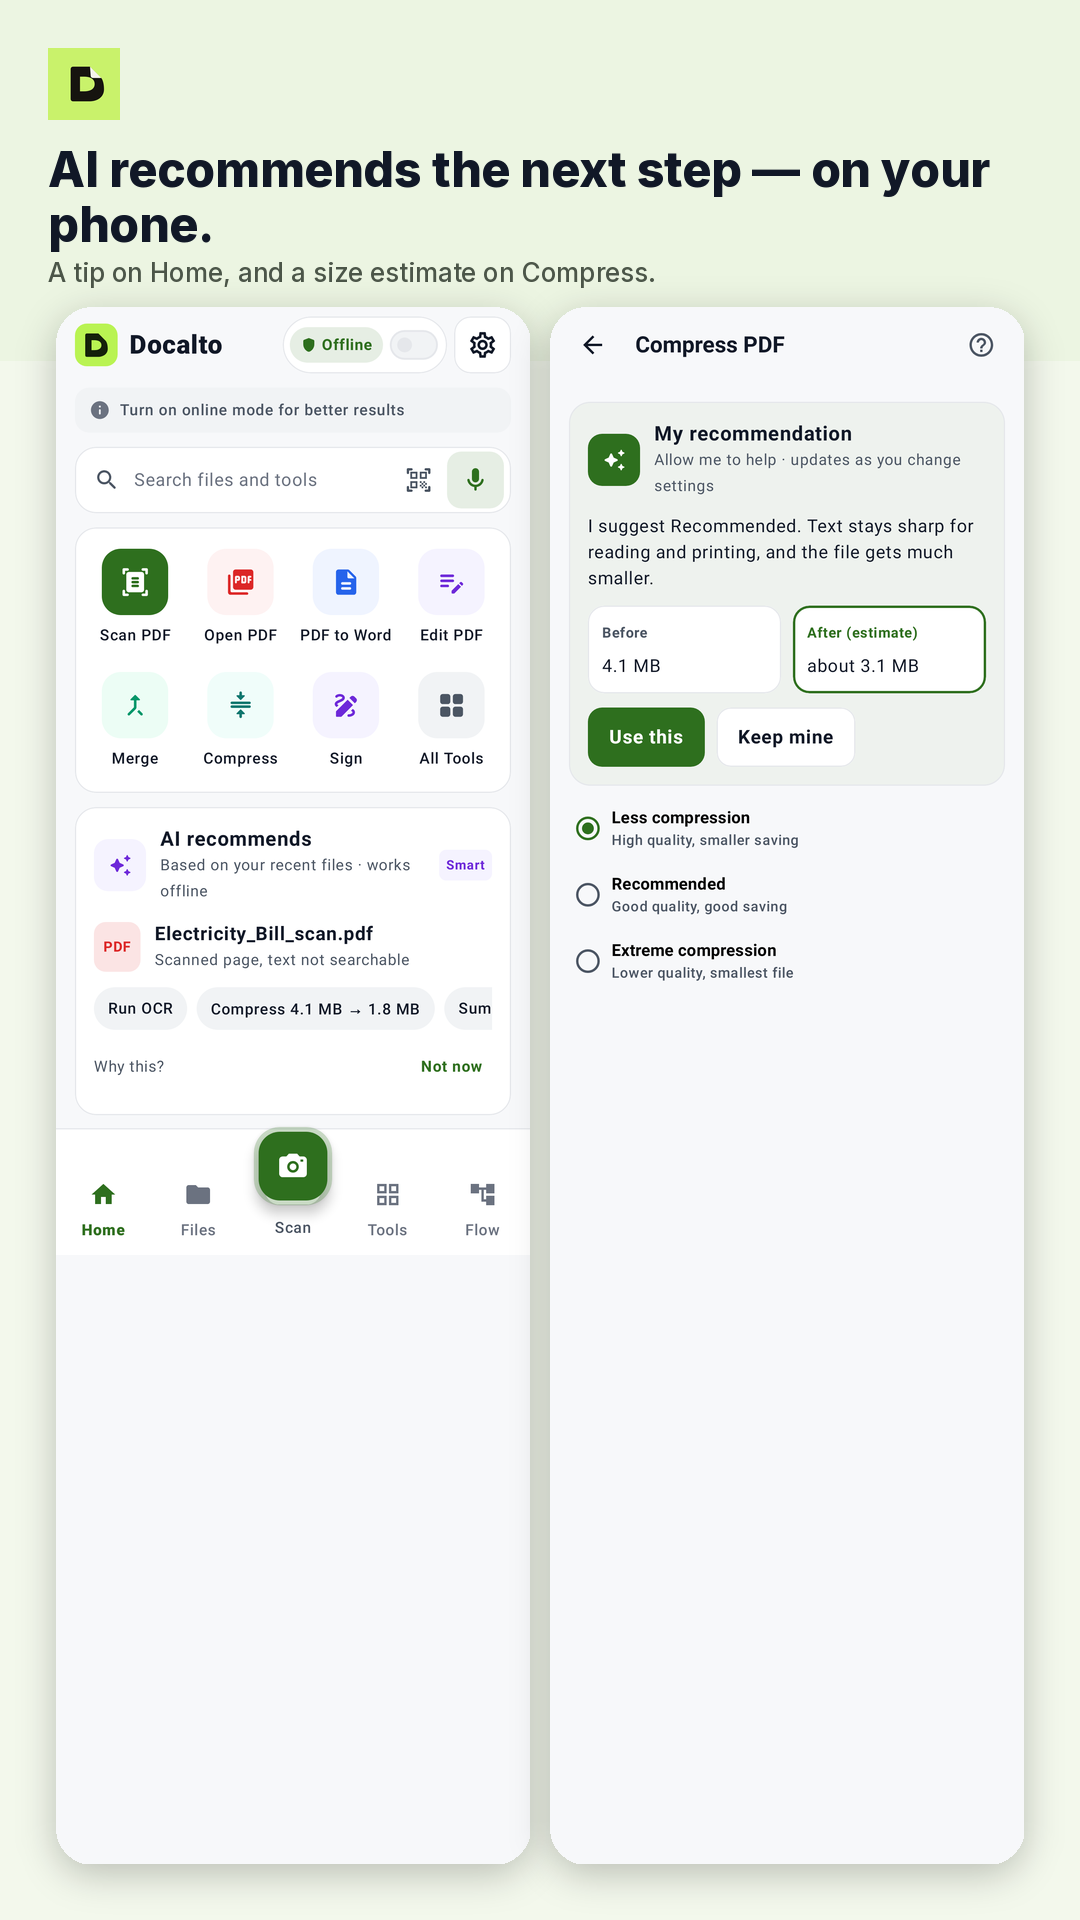 AI recommends the next step — on your
phone.
A tip on Home, and a size estimate on Compress.
Docalto
Offline
Turn on online mode for better results
Search files and tools
Scan PDF
Open PDF
PDF to Word
Edit PDF
Merge
Compress
Sign
All Tools
AI recommends
Based on your recent files · works
offline
Smart
PDF
Electricity_Bill_scan.pdf
Scanned page, text not searchable
Run OCR
Compress 4.1 MB → 1.8 MB
Sum
Why this?
Not now
Home
Files
Scan
Tools
Flow
Compress PDF
My recommendation
Allow me to help · updates as you change
settings
I suggest Recommended. Text stays sharp for
reading and printing, and the file gets much
smaller.
Before
4.1 MB
After (estimate)
about 3.1 MB
Use this
Keep mine
Less compression
High quality, smaller saving
Recommended
Good quality, good saving
Extreme compression
Lower quality, smallest file